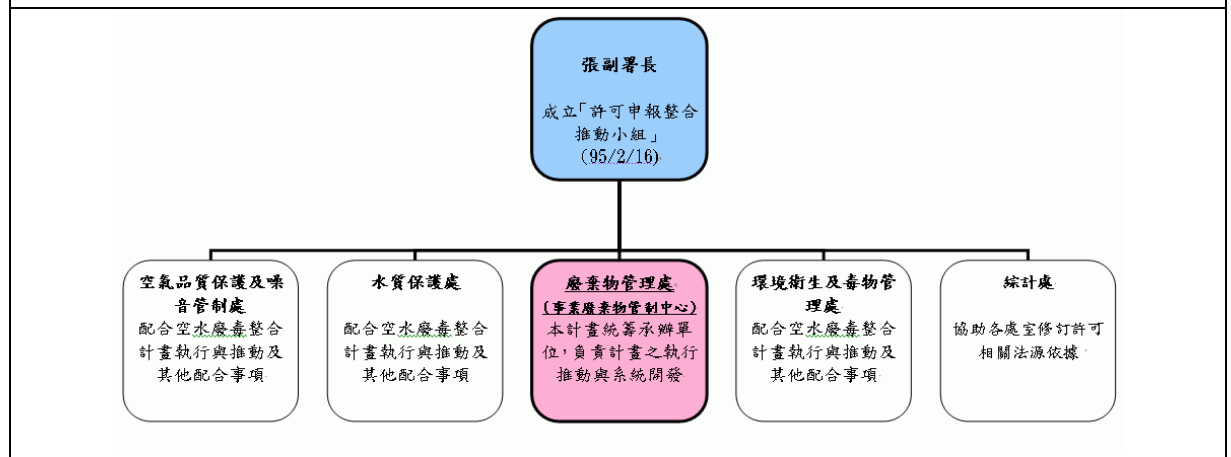 張副署長
成立「許可申報整合
推動小組」
(95/2/16)
空氣品質保護及噪
音管制處
配合空水廢毒整合
計畫執行與推動及
其他配合事項
水質保護處
配合空水廢毒整合
計畫執行與推動及
其他配合事項
廢棄物管理處
(事業廢棄物管制中心)
本計畫統籌承辦單
位，負責計畫之執行
推動與系統開發
環境衛生及毒物管
理處
配合空水廢毒整合
計畫執行與推動及
其他配合事項
綜計處
協助各處室修訂許可
相關法源依據